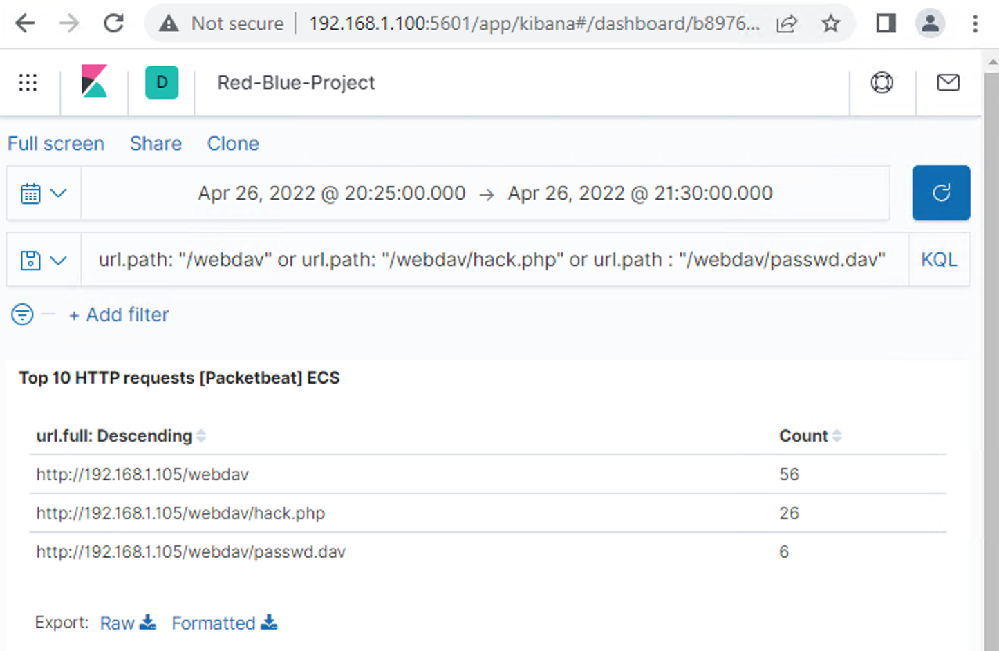 Not secure 192.168.1.100:5601/app/kibana#/dashboard/b8976...
D Red-Blue-Project
Full screen Share Clone
Apr 26, 2022 @ 20:25:00.000 → Apr 26, 2022 @ 21:30:00.000
url.path: "/webdav" or url.path: "/webdav/hack.php" or url.path : "/webdav/passwd.dav" KQL
+ Add filter
Top 10 HTTP requests [Packetbeat] ECS
url.full: Descending Count
http://192.168.1.105/webdav 56
http://192.168.1.105/webdav/hack.php 26
http://192.168.1.105/webdav/passwd.dav 6
Export: Raw Formatted